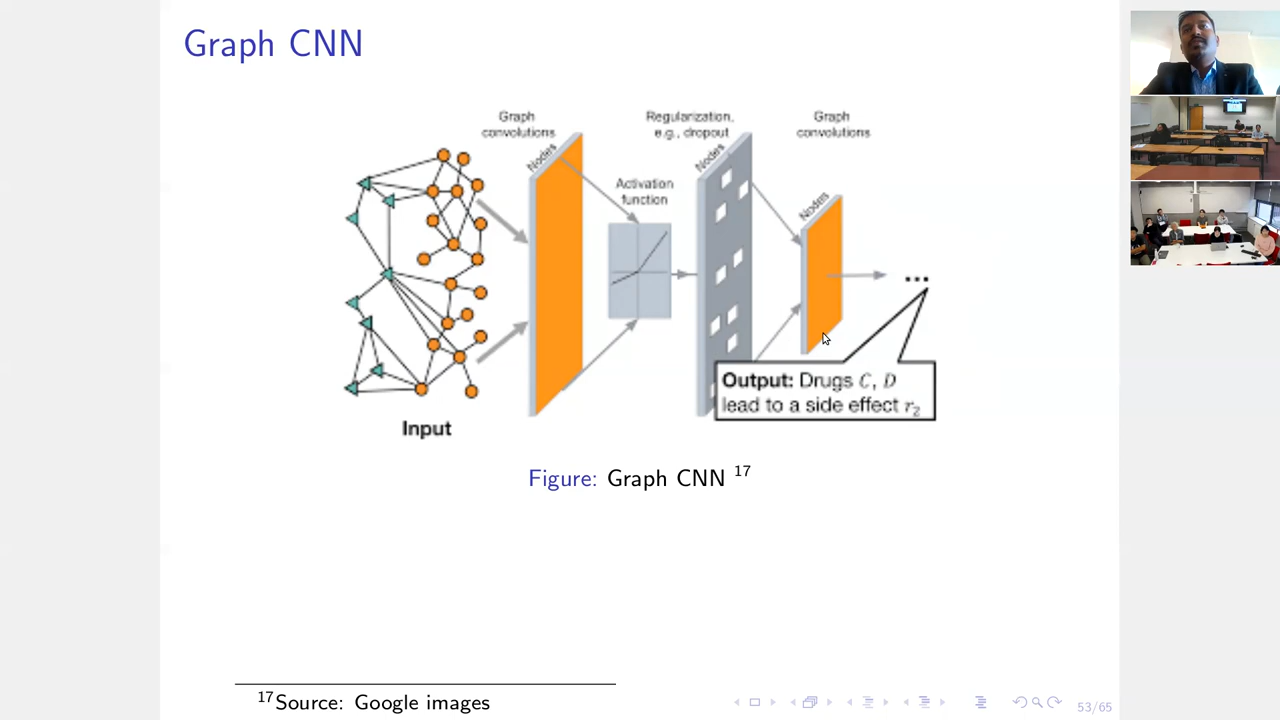 Graph CNN
Graph
convolutions
Nodes
Activation
function
Regularization,
e.g., dropout
Nodes
Graph
convolutions
Nodes
...
Output: Drugs C, D
lead to a side effect r₂
Input
Figure: Graph CNN 17
17Source: Google images
53/65